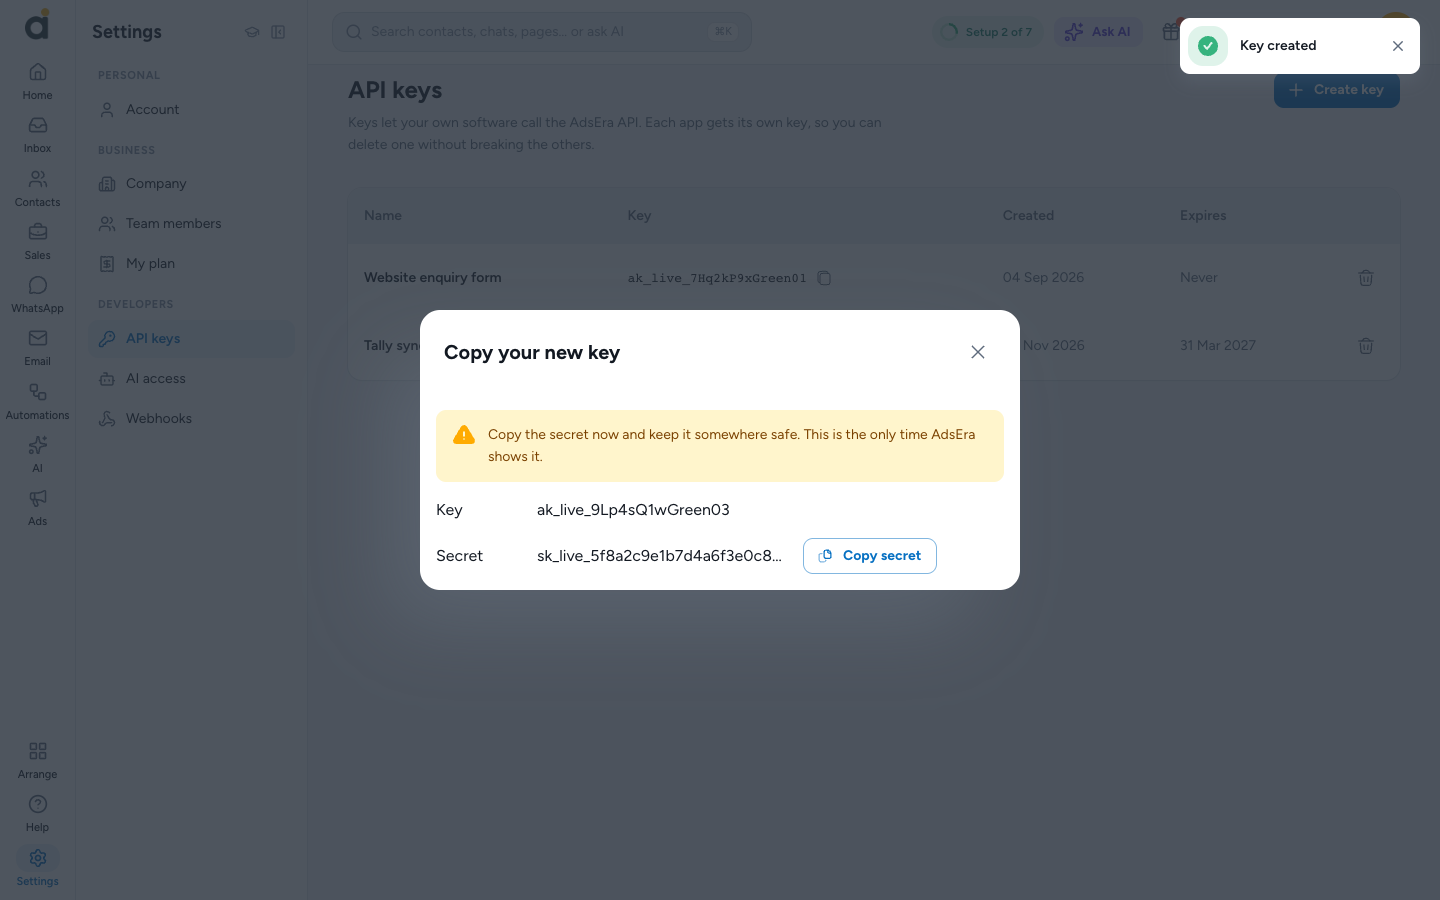 Settings
Search contacts, chats, pages... or ask AI
⌘K
Setup 2 of 7
Ask AI
Key created
Home
Inbox
Contacts
Sales
WhatsApp
Email
Automations
AI
Ads
Arrange
Help
Settings
PERSONAL
Account
BUSINESS
Company
Team members
My plan
DEVELOPERS
API keys
AI access
Webhooks
API keys
Create key
Keys let your own software call the AdsEra API. Each app gets its own key, so you can
delete one without breaking the others.
Name Key Created Expires
Website enquiry form ak_live_7Hq2kP9xGreen01 04 Sep 2026 Never
Tally Nov 2026 31 Mar 2027
Copy your new key
Copy the secret now and keep it somewhere safe. This is the only time AdsEra
shows it.
Key ak_live_9Lp4sQ1wGreen03
Secret sk_live_5f8a2c9e1b7d4a6f3e0c8... Copy secret